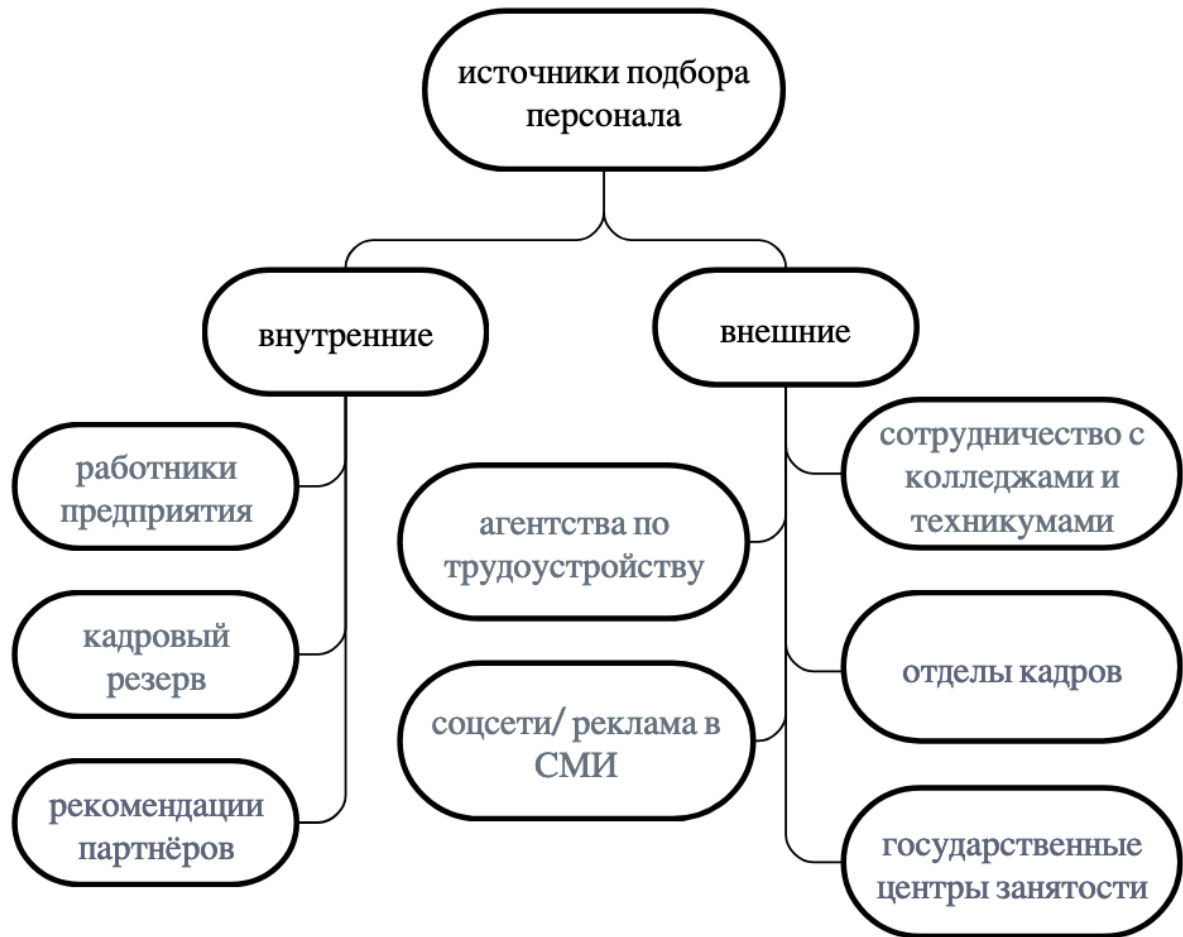 источники подбора
персонала
внутренние
внешние
работники
предприятия
кадровый
резерв
рекомендации
партнёров
агентства по
трудоустройству
соцсети/ реклама в
СМИ
сотрудничество с
колледжами и
техникумами
отделы кадров
государственные
центры занятости